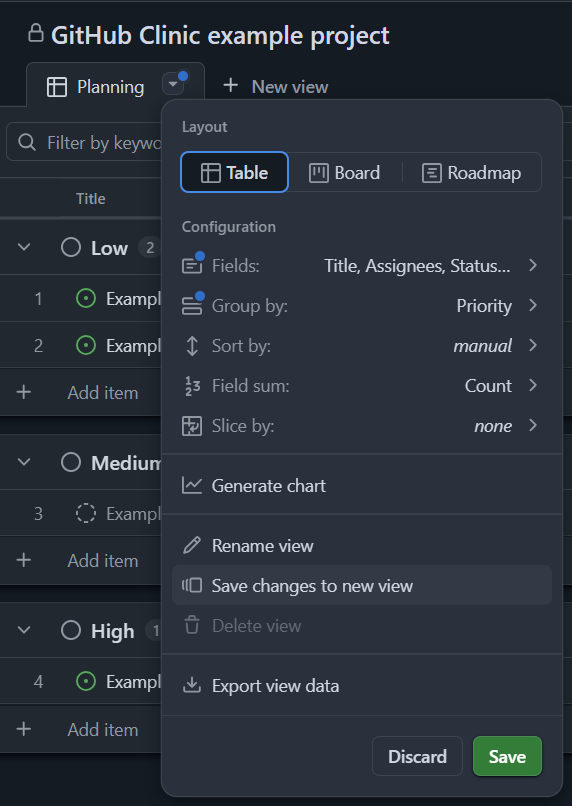 GitHub Clinic example project
Planning
New view
Filter by keywo
Layout
Table
Board
Roadmap
Title
Configuration
Low 2
Fields: Title, Assignees, Status...
1 Exampl
Group by: Priority
2 Exampl
Sort by: manual
Add item
Field sum: Count
Slice by: none
Medium
Generate chart
3 Exampl
Rename view
Add item
Save changes to new view
High 1
Delete view
4 Exampl
Export view data
Add item
Discard
Save